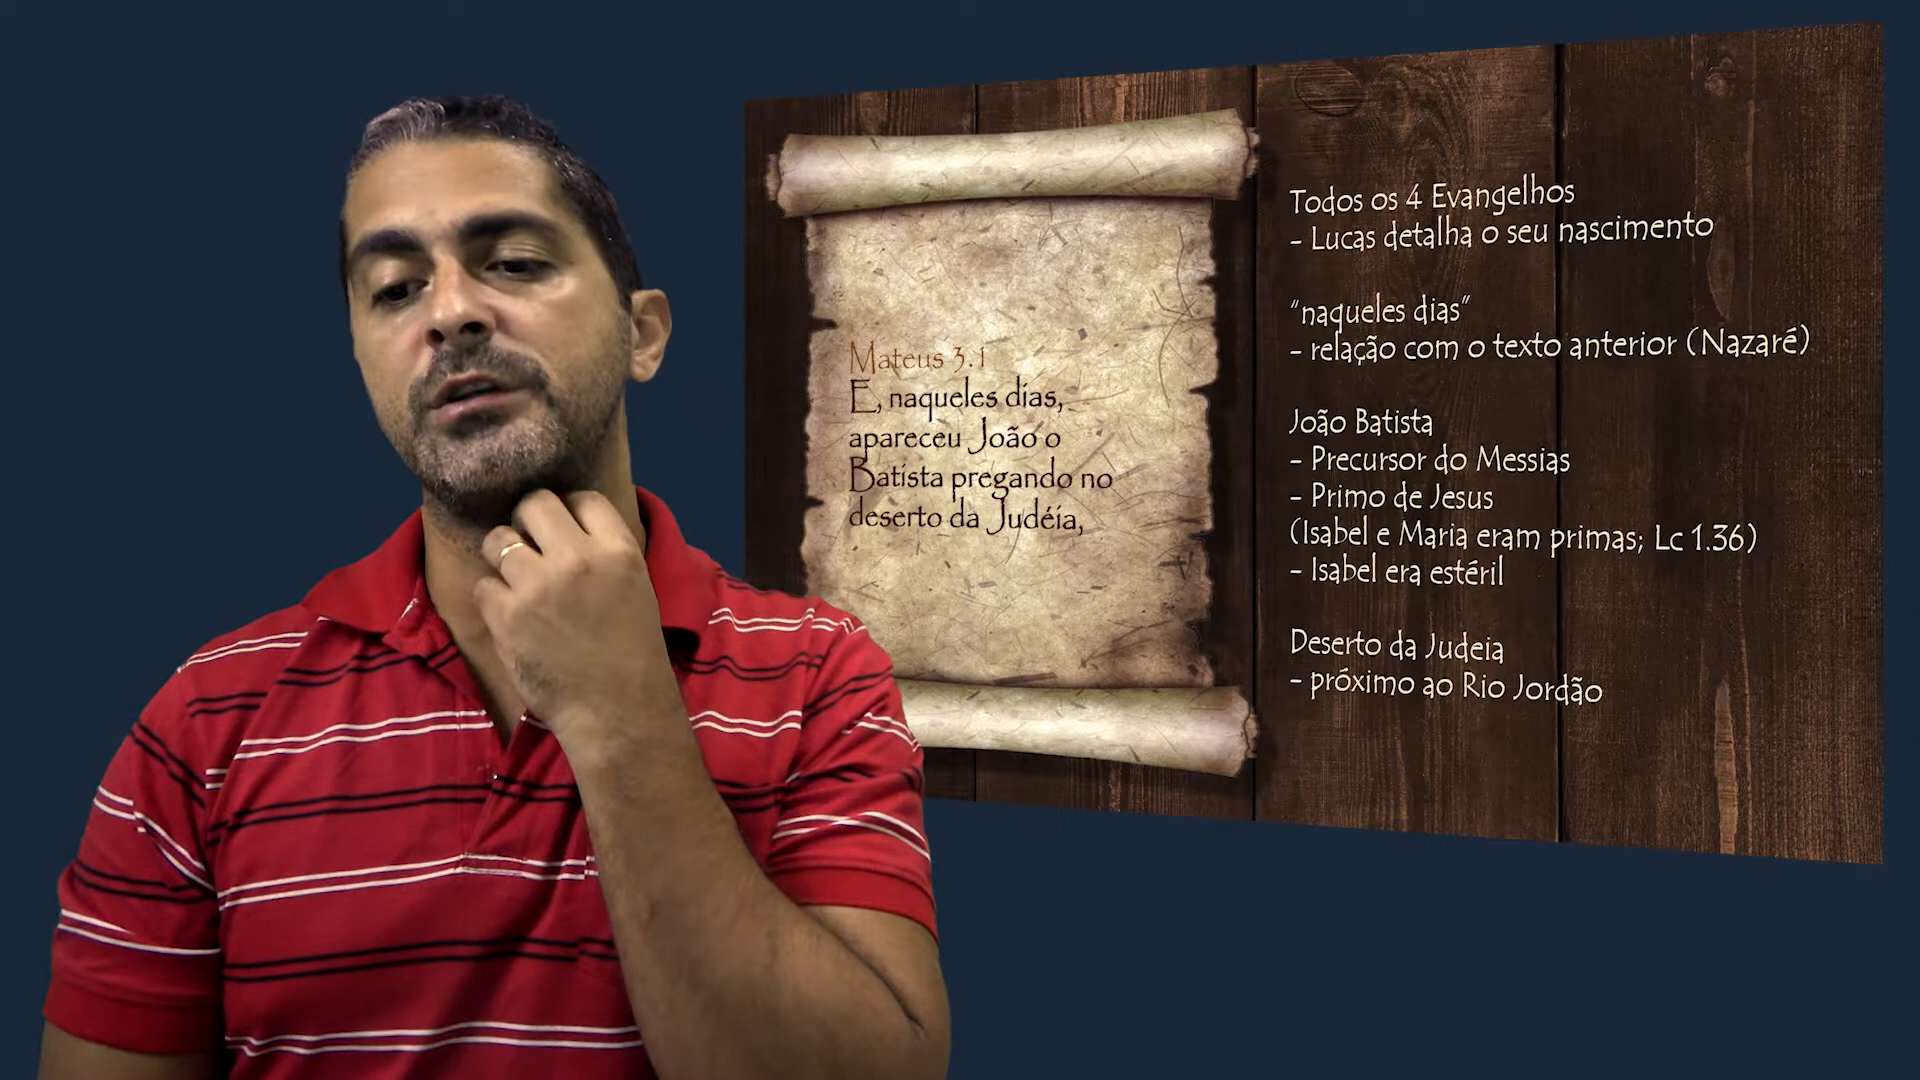 Mateus 3.1
E, naqueles dias,
apareceu João o
Batista pregando no
deserto da Judéia,
Todos os 4 Evangelhos
- Lucas detalha o seu nascimento
“naqueles dias”
- relação com o texto anterior (Nazaré)
João Batista
- Precursor do Messias
- Primo de Jesus
(Isabel e Maria eram primas; Lc 1.36)
- Isabel era estéril
Deserto da Judeia
- próximo ao Rio Jordão